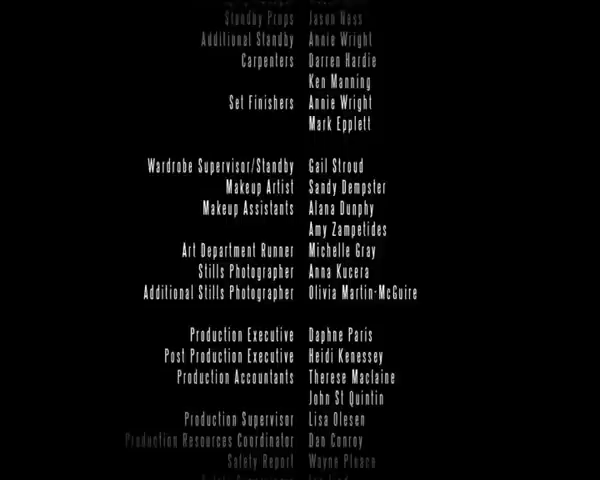 Standby Props Jason Nass
Additional Standby Annie Wright
Carpenters Darren Hardie
Ken Manning
Set Finishers Annie Wright
Mark Epplett
Wardrobe Supervisor/Standby Gail Stroud
Makeup Artist Sandy Dempster
Makeup Assistants Alana Dunphy
Amy Zampetides
Art Department Runner Michelle Gray
Stills Photographer Anna Kucera
Additional Stills Photographer Olivia Martin-McGuire
Production Executive Daphne Paris
Post Production Executive Heidi Kenessey
Production Accountants Therese Maclaine
John St Quintin
Production Supervisor Lisa Olesen
Production Resources Coordinator Dan Conroy
Safety Report Wayne Pleace